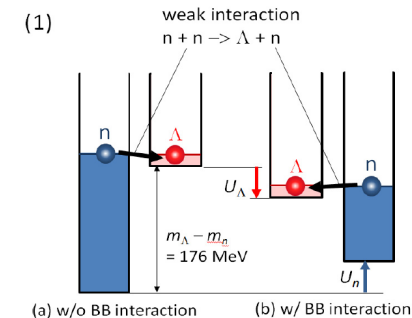 (1)
weak interaction
n + n −> Λ + n
n
Λ
Λ
n
U_Λ
m_Λ − m_n
= 176 MeV
U_n
(a) w/o BB interaction
(b) w/ BB interaction